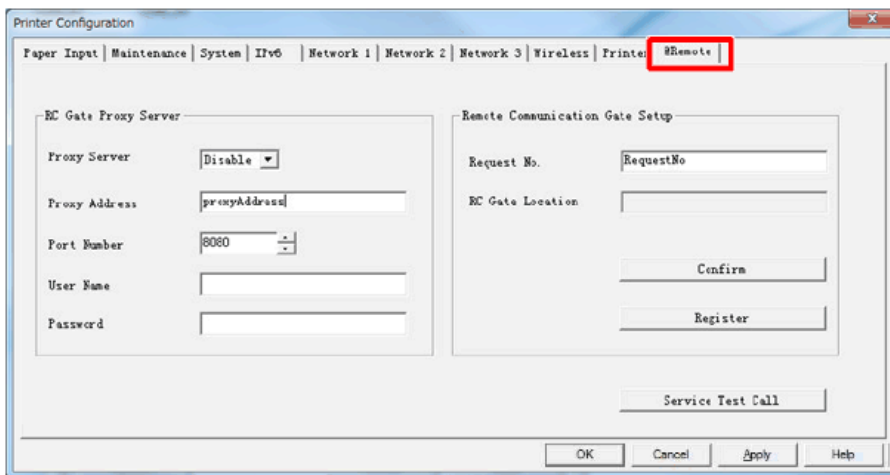 Printer Configuration
Paper Input Maintenance System IPv6 Network 1 Network 2 Network 3 Wireless Printer @Remote
RC Gate Proxy Server
Proxy Server Disable
Proxy Address proxyAddress
Port Number 8080
User Name
Password
Remote Communication Gate Setup
Request No. RequestNo
RC Gate Location
Confirm
Register
Service Test Call
OK Cancel Apply Help